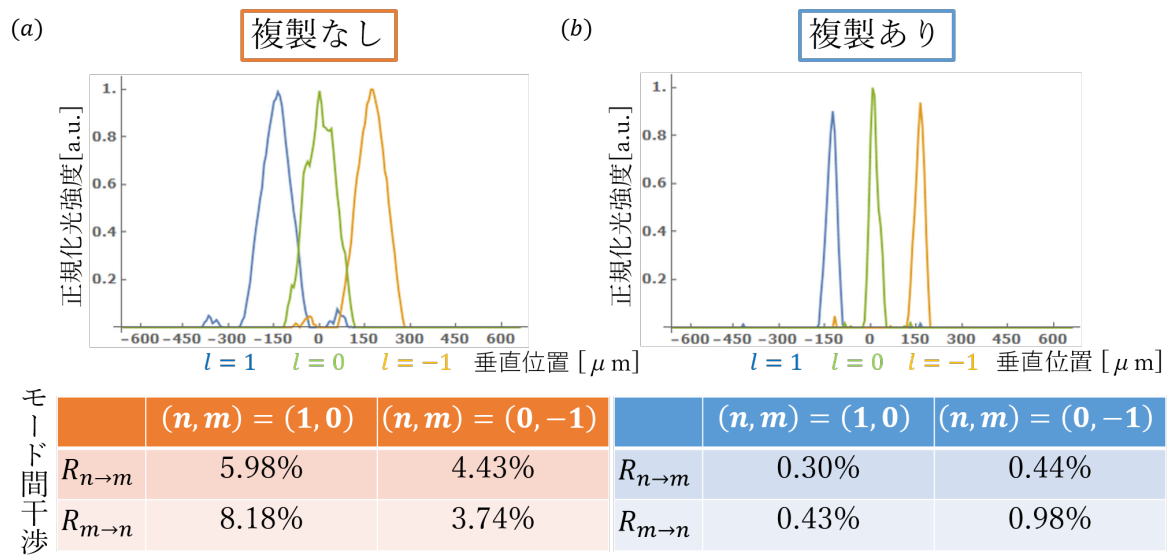 (a)
複製なし
正規化光強度[a.u.]
1.
0.8
0.6
0.4
0.2
-600 -450 -300 -150 0 150 300 450 600
l = 1 l = 0 l = −1 垂直位置 [μm]
(b)
複製あり
正規化光強度[a.u.]
1.
0.8
0.6
0.4
0.2
-600 -450 -300 -150 0 150 300 450 600
l = 1 l = 0 l = −1 垂直位置 [μm]
モード間干渉
(n, m) = (1, 0) (n, m) = (0, −1)
Rn→m 5.98% 4.43%
Rm→n 8.18% 3.74%
(n, m) = (1, 0) (n, m) = (0, −1)
Rn→m 0.30% 0.44%
Rm→n 0.43% 0.98%